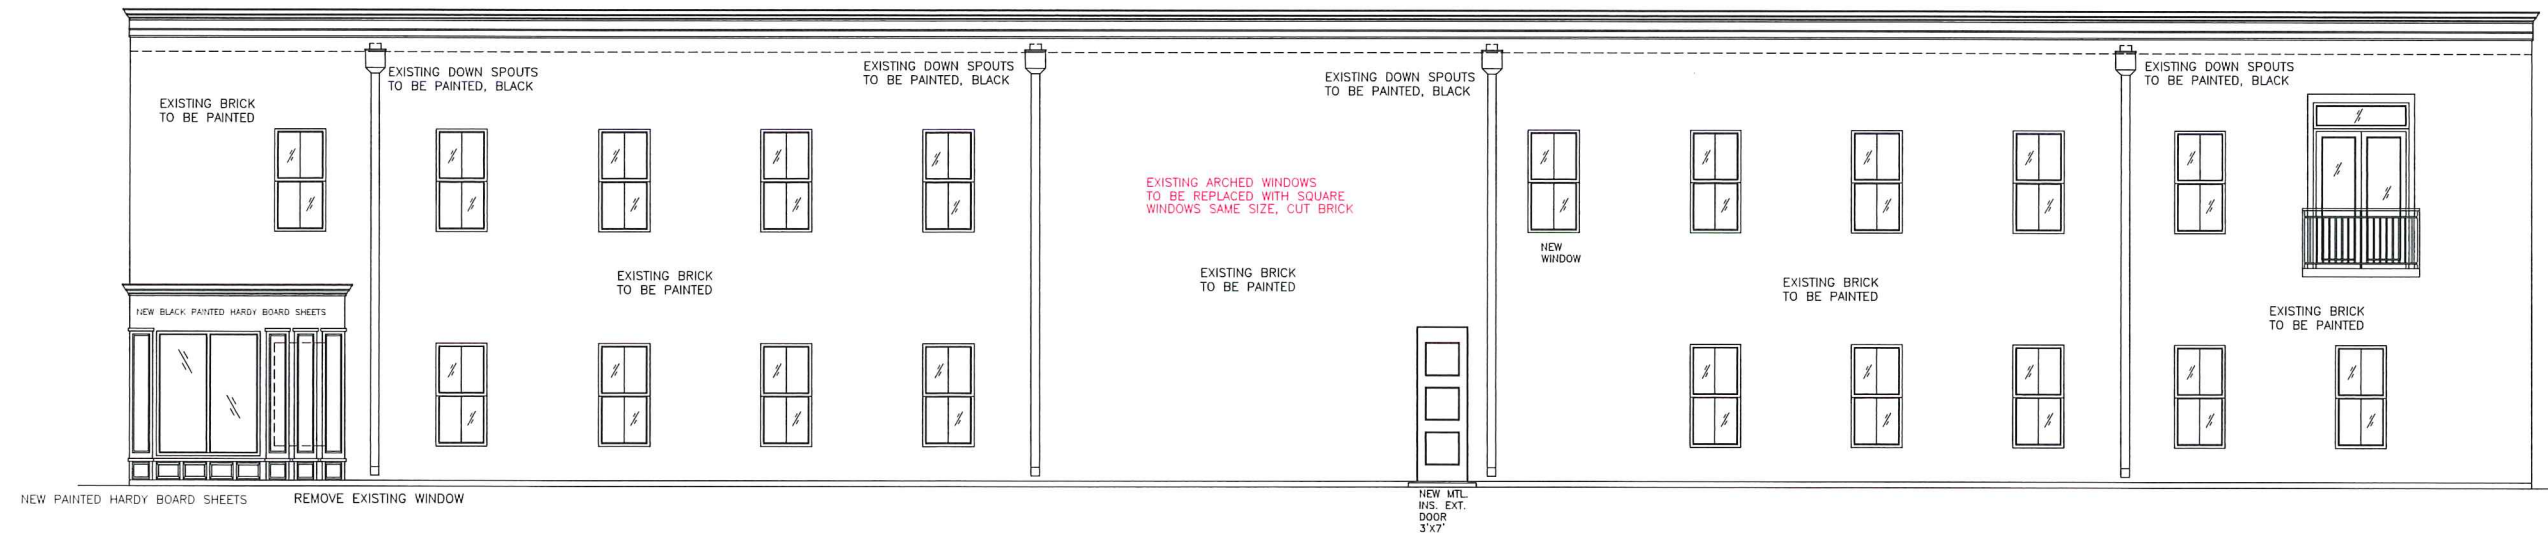 EXISTING DOWN SPOUTS
TO BE PAINTED, BLACK
EXISTING DOWN SPOUTS
TO BE PAINTED, BLACK
EXISTING DOWN SPOUTS
TO BE PAINTED, BLACK
EXISTING DOWN SPOUTS
TO BE PAINTED, BLACK
EXISTING BRICK
TO BE PAINTED
EXISTING ARCHED WINDOWS
TO BE REPLACED WITH SQUARE
WINDOWS SAME SIZE, CUT BRICK
NEW
WINDOW
EXISTING BRICK
TO BE PAINTED
EXISTING BRICK
TO BE PAINTED
EXISTING BRICK
TO BE PAINTED
EXISTING BRICK
TO BE PAINTED
NEW BLACK PAINTED HARDY BOARD SHEETS
NEW PAINTED HARDY BOARD SHEETS
REMOVE EXISTING WINDOW
NEW MTL.
INS. EXT.
DOOR
3'X7'